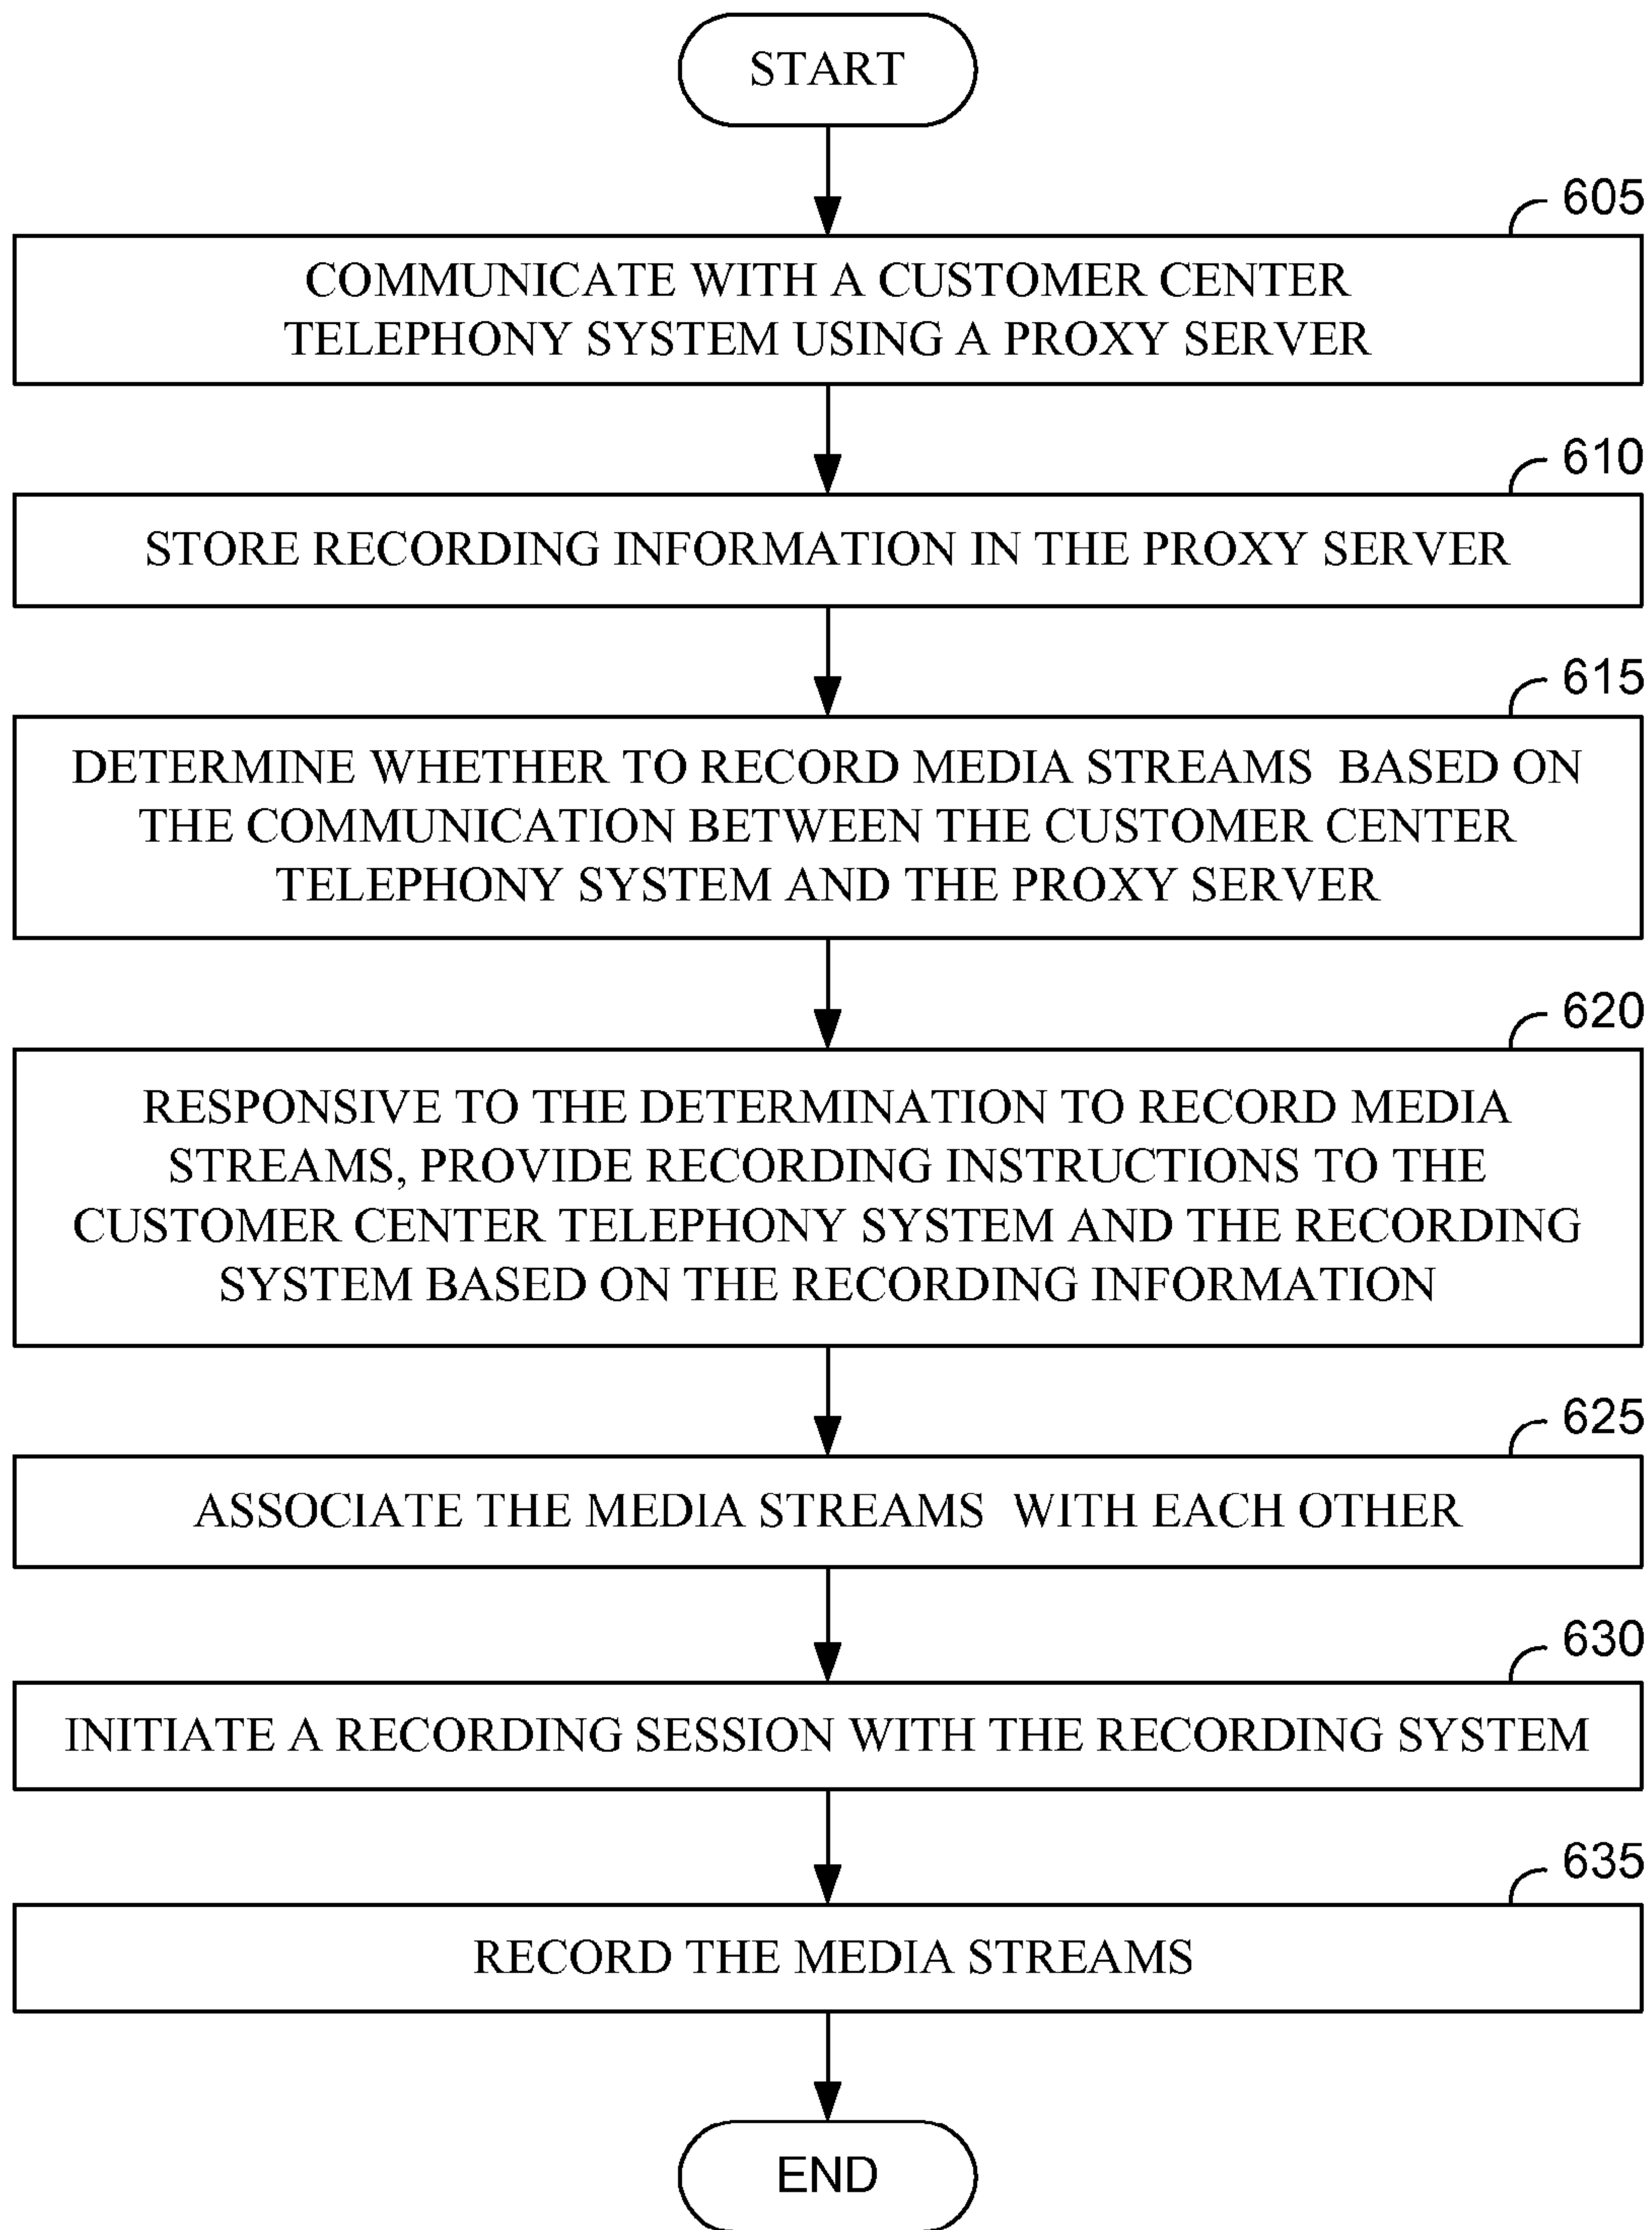 START
605
COMMUNICATE WITH A CUSTOMER CENTER
TELEPHONY SYSTEM USING A PROXY SERVER
610
STORE RECORDING INFORMATION IN THE PROXY SERVER
615
DETERMINE WHETHER TO RECORD MEDIA STREAMS BASED ON
THE COMMUNICATION BETWEEN THE CUSTOMER CENTER
TELEPHONY SYSTEM AND THE PROXY SERVER
620
RESPONSIVE TO THE DETERMINATION TO RECORD MEDIA
STREAMS, PROVIDE RECORDING INSTRUCTIONS TO THE
CUSTOMER CENTER TELEPHONY SYSTEM AND THE RECORDING
SYSTEM BASED ON THE RECORDING INFORMATION
625
ASSOCIATE THE MEDIA STREAMS WITH EACH OTHER
630
INITIATE A RECORDING SESSION WITH THE RECORDING SYSTEM
635
RECORD THE MEDIA STREAMS
END